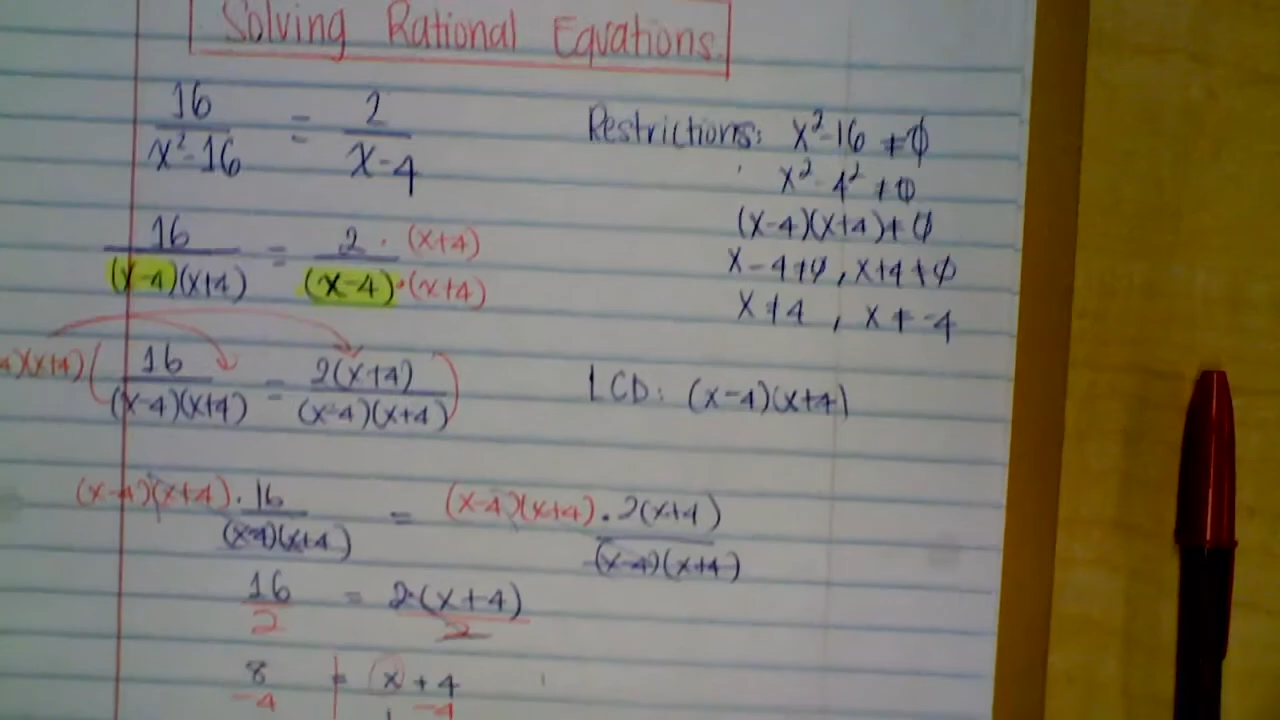 Solving Rational Equations
16/(x²-16) = 2/(x-4)
Restrictions: x²-16 ≠ 0
x²-4² ≠ 0
(x-4)(x+4) ≠ 0
x-4 ≠ 0, x+4 ≠ 0
x ≠ 4, x ≠ -4
16/((x-4)(x+4)) = 2·(x+4)/((x-4)·(x+4))
)(x+4)(16/((x-4)(x+4)) = 2(x+4)/((x-4)(x+4)))
LCD: (x-4)(x+4)
(x-4)(x+4)·16/((x-4)(x+4)) = (x-4)(x+4)·2(x+4)/((x-4)(x+4))
16/2 = 2·(x+4)/2
8 = x+4
-4 -4